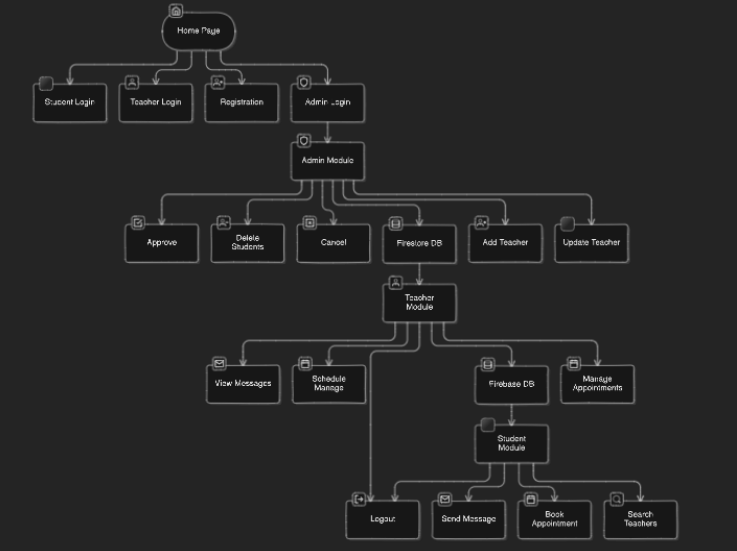 Home Page
Student Login
Teacher Login
Registration
Admin Login
Admin Module
Approve
Delete
Students
Cancel
Firestore DB
Add Teacher
Update Teacher
Teacher
Module
View Messages
Schedule
Manage
Firebase DB
Manage
Appointments
Student
Module
Logout
Send Message
Book
Appointment
Search
Teachers